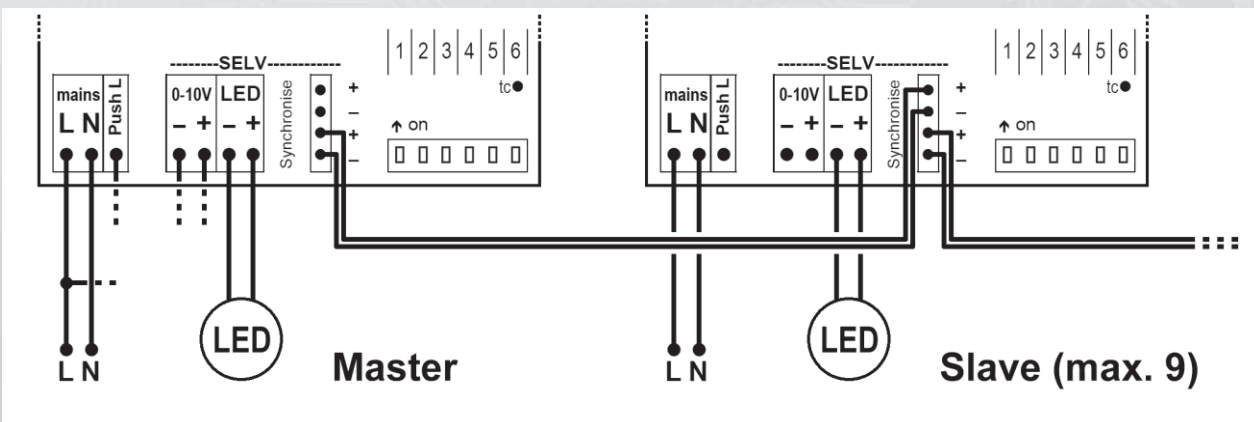 --------SELV------------
mains
L N
Push L
0-10V
– +
LED
– +
Synchronise
+
–
+
–
1 2 3 4 5 6
tc
↑ on
L N
LED
Master
--------SELV------------
mains
L N
Push L
0-10V
– +
LED
– +
Synchronise
+
–
+
–
1 2 3 4 5 6
tc
↑ on
L N
LED
Slave (max. 9)